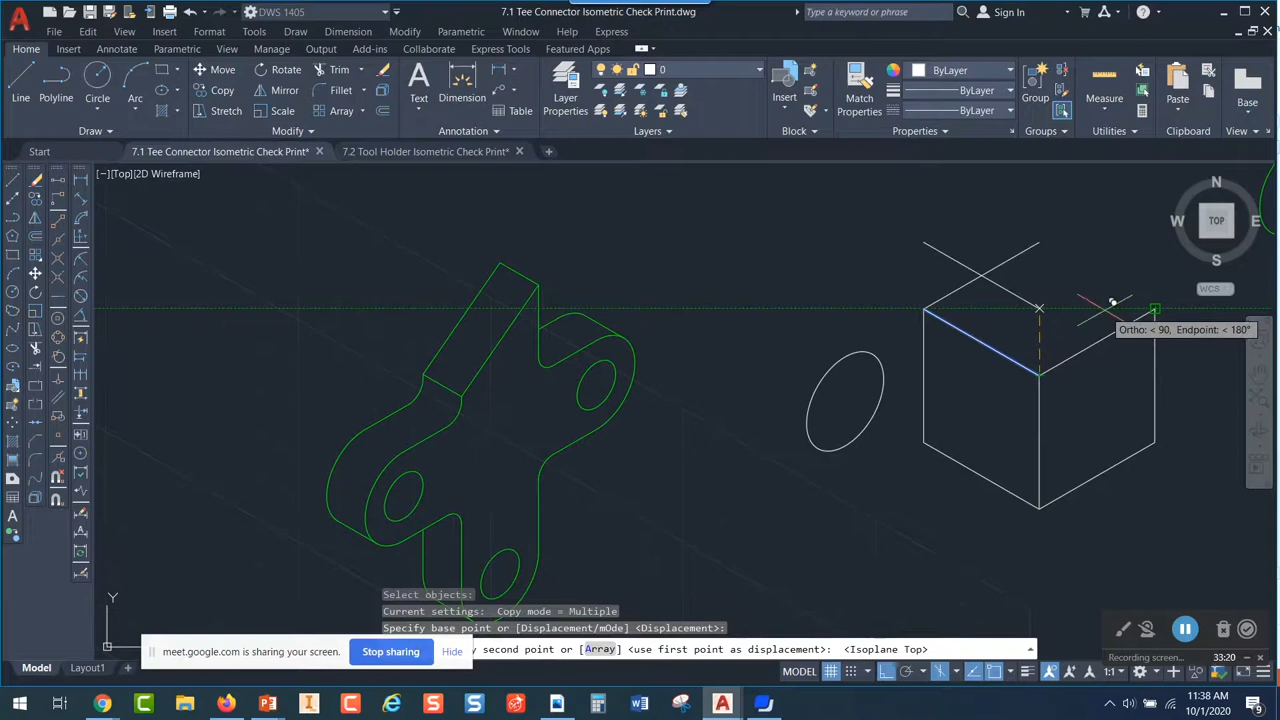 DWS 1405
7.1 Tee Connector Isometric Check Print.dwg
Type a keyword or phrase
Sign In
File Edit View Insert Format Tools Draw Dimension Modify Parametric Window Help Express
Home Insert Annotate Parametric View Manage Output Add-ins Collaborate Express Tools Featured Apps
Line
Polyline
Circle
Arc
Move
Copy
Stretch
Rotate
Mirror
Scale
Trim
Fillet
Array
Text
Dimension
Table
Layer
Properties
0
Insert
Match
Properties
ByLayer
ByLayer
ByLayer
Group
Measure
Paste
Base
Draw
Modify
Annotation
Layers
Block
Properties
Groups
Utilities
Clipboard
View
Start
7.1 Tee Connector Isometric Check Print*
7.2 Tool Holder Isometric Check Print*
[−][Top][2D Wireframe]
N
W TOP E
S
WCS
Ortho: < 90, Endpoint: < 180°
Select objects:
Current settings: Copy mode = Multiple
Specify base point or [Displacement/mOde] <Displacement>:
y second point or [Array] <use first point as displacement>: <Isoplane Top>
Y
meet.google.com is sharing your screen.
Stop sharing
Hide
Recording screen...
33:20
Model
Layout1
MODEL
1:1
11:38 AM
10/1/2020
9